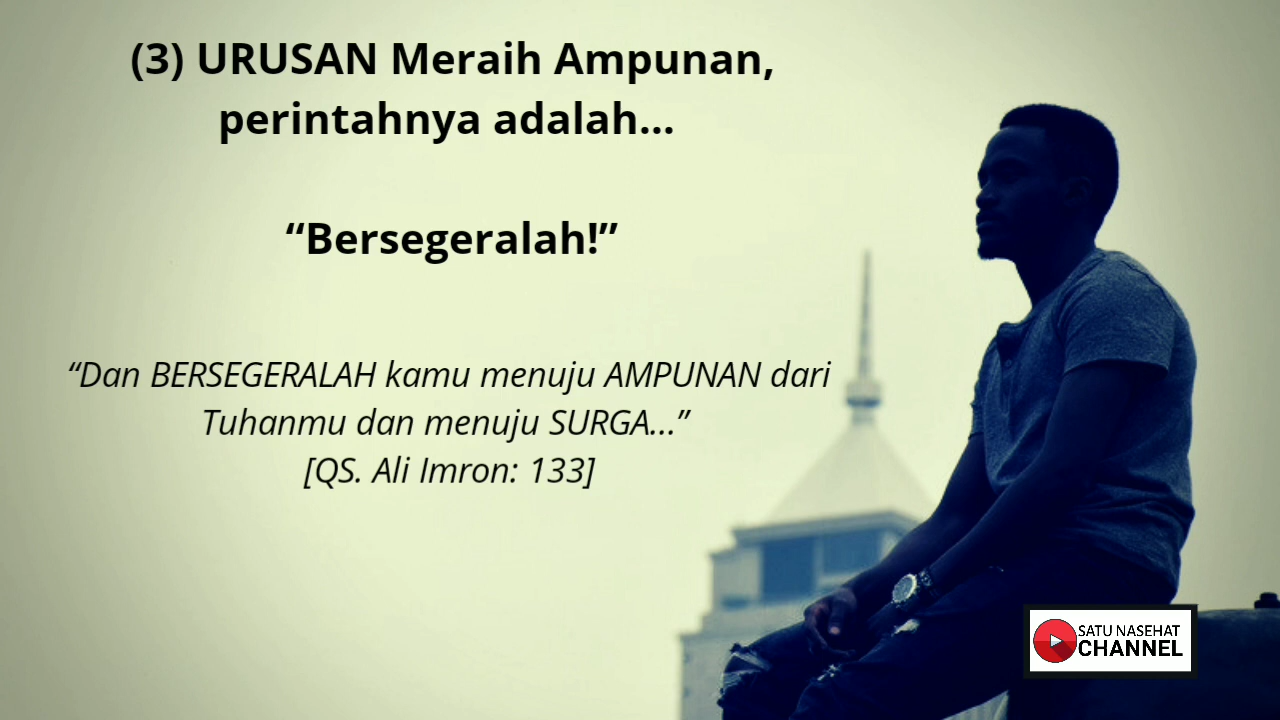 (3) URUSAN Meraih Ampunan,
perintahnya adalah...
“Bersegeralah!”
“Dan BERSEGERALAH kamu menuju AMPUNAN dari
Tuhanmu dan menuju SURGA...”
[QS. Ali Imron: 133]
SATU NASEHAT
CHANNEL